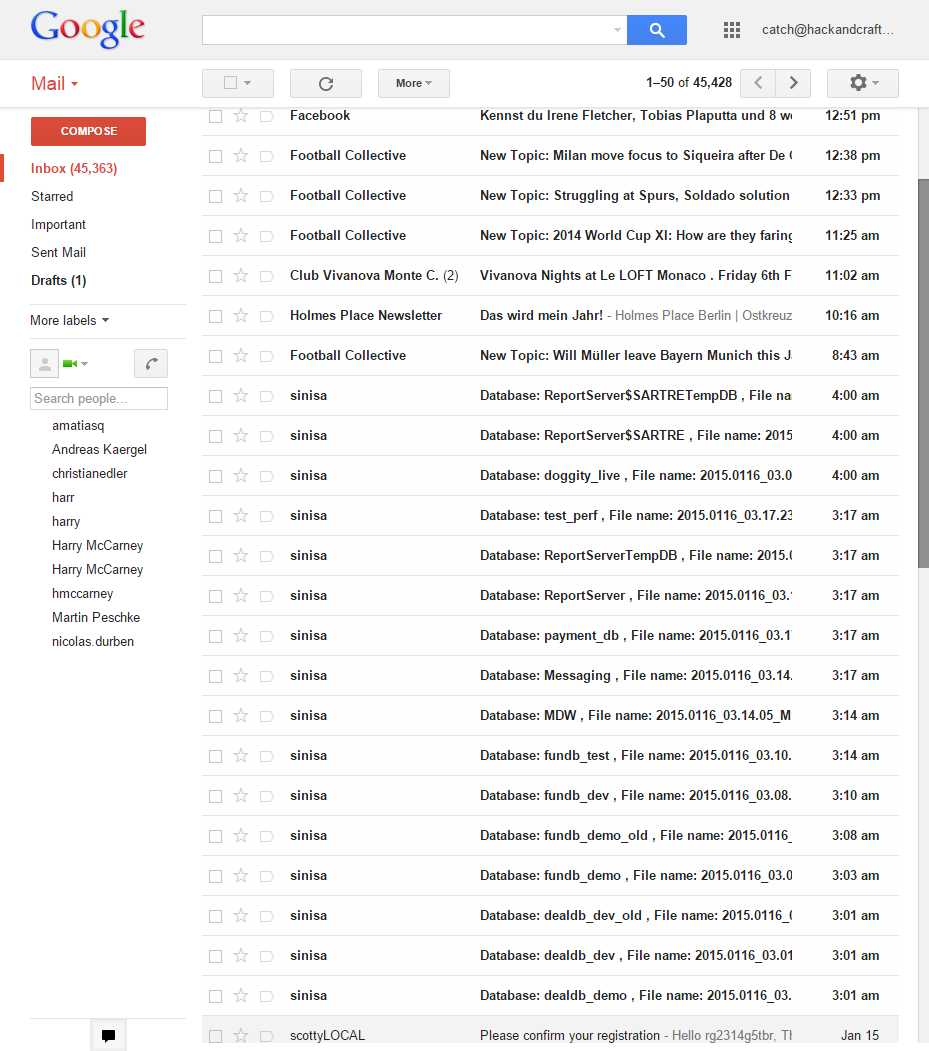 Google
catch@hackandcraft...
Mail
More
1–50 of 45,428
COMPOSE
Inbox (45,363)
Starred
Important
Sent Mail
Drafts (1)
More labels
Search people...
amatiasq
Andreas Kaergel
christianedler
harr
harry
Harry McCarney
Harry McCarney
hmccarney
Martin Peschke
nicolas.durben
Facebook Kennst du Irene Fletcher, Tobias Plaputta und 8 we 12:51 pm
Football Collective New Topic: Milan move focus to Siqueira after De 12:38 pm
Football Collective New Topic: Struggling at Spurs, Soldado solution 12:33 pm
Football Collective New Topic: 2014 World Cup XI: How are they faring 11:25 am
Club Vivanova Monte C. (2) Vivanova Nights at Le LOFT Monaco . Friday 6th F 11:02 am
Holmes Place Newsletter Das wird mein Jahr! - Holmes Place Berlin | Ostkreuz 10:16 am
Football Collective New Topic: Will Müller leave Bayern Munich this 8:43 am
sinisa Database: ReportServer$SARTRETempDB , File na 4:00 am
sinisa Database: ReportServer$SARTRE , File name: 2015 4:00 am
sinisa Database: doggity_live , File name: 2015.0116_03.0 4:00 am
sinisa Database: test_perf , File name: 2015.0116_03.17.23 3:17 am
sinisa Database: ReportServerTempDB , File name: 2015.0 3:17 am
sinisa Database: ReportServer , File name: 2015.0116_03. 3:17 am
sinisa Database: payment_db , File name: 2015.0116_03.1 3:17 am
sinisa Database: Messaging , File name: 2015.0116_03.14. 3:17 am
sinisa Database: MDW , File name: 2015.0116_03.14.05_M 3:14 am
sinisa Database: fundb_test , File name: 2015.0116_03.10. 3:14 am
sinisa Database: fundb_dev , File name: 2015.0116_03.08. 3:10 am
sinisa Database: fundb_demo_old , File name: 2015.0116_ 3:08 am
sinisa Database: fundb_demo , File name: 2015.0116_03.0 3:03 am
sinisa Database: dealdb_dev_old , File name: 2015.0116_0 3:01 am
sinisa Database: dealdb_dev , File name: 2015.0116_03.01 3:01 am
sinisa Database: dealdb_demo , File name: 2015.0116_03. 3:01 am
scottyLOCAL Please confirm your registration - Hello rg2314g5tbr, Th Jan 15